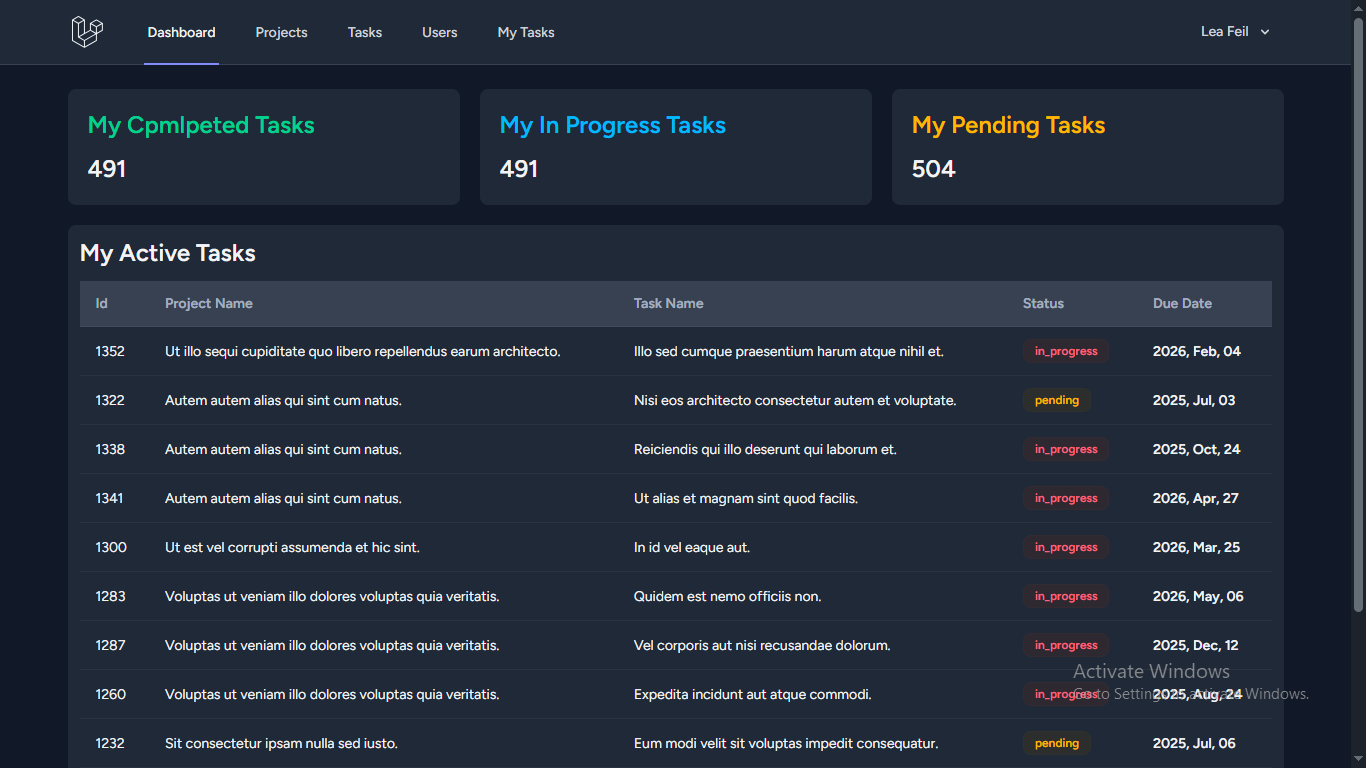 Dashboard Projects Tasks Users My Tasks Lea Feil
My Cpmlpeted Tasks My In Progress Tasks My Pending Tasks
491 491 504
My Active Tasks
Id Project Name Task Name Status Due Date
1352 Ut illo sequi cupiditate quo libero repellendus earum architecto. Illo sed cumque praesentium harum atque nihil et. in_progress 2026, Feb, 04
1322 Autem autem alias qui sint cum natus. Nisi eos architecto consectetur autem et voluptate. pending 2025, Jul, 03
1338 Autem autem alias qui sint cum natus. Reiciendis qui illo deserunt qui laborum et. in_progress 2025, Oct, 24
1341 Autem autem alias qui sint cum natus. Ut alias et magnam sint quod facilis. in_progress 2026, Apr, 27
1300 Ut est vel corrupti assumenda et hic sint. In id vel eaque aut. in_progress 2026, Mar, 25
1283 Voluptas ut veniam illo dolores voluptas quia veritatis. Quidem est nemo officiis non. in_progress 2026, May, 06
1287 Voluptas ut veniam illo dolores voluptas quia veritatis. Vel corporis aut nisi recusandae dolorum. in_progress 2025, Dec, 12
Activate Windows
1260 Voluptas ut veniam illo dolores voluptas quia veritatis. Expedita incidunt aut atque commodi. in_progress 2025, Aug, 24
Go to Settings to activate Windows.
1232 Sit consectetur ipsam nulla sed iusto. Eum modi velit sit voluptas impedit consequatur. pending 2025, Jul, 06